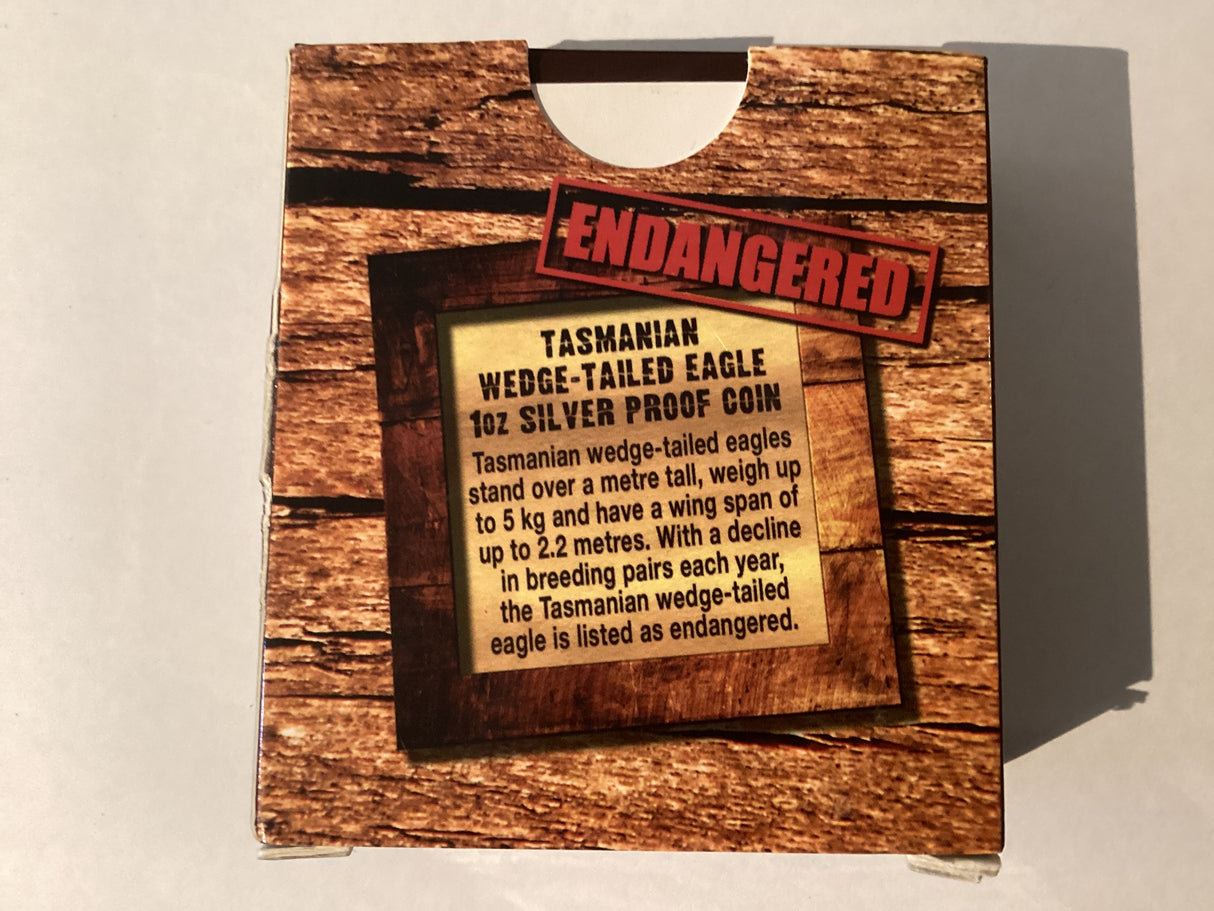 ENDANGERED
TASMANIAN
WEDGE-TAILED EAGLE
1oz SILVER PROOF COIN
Tasmanian wedge-tailed eagles
stand over a metre tall, weigh up
to 5 kg and have a wing span of
up to 2.2 metres. With a decline
in breeding pairs each year,
the Tasmanian wedge-tailed
eagle is listed as endangered.